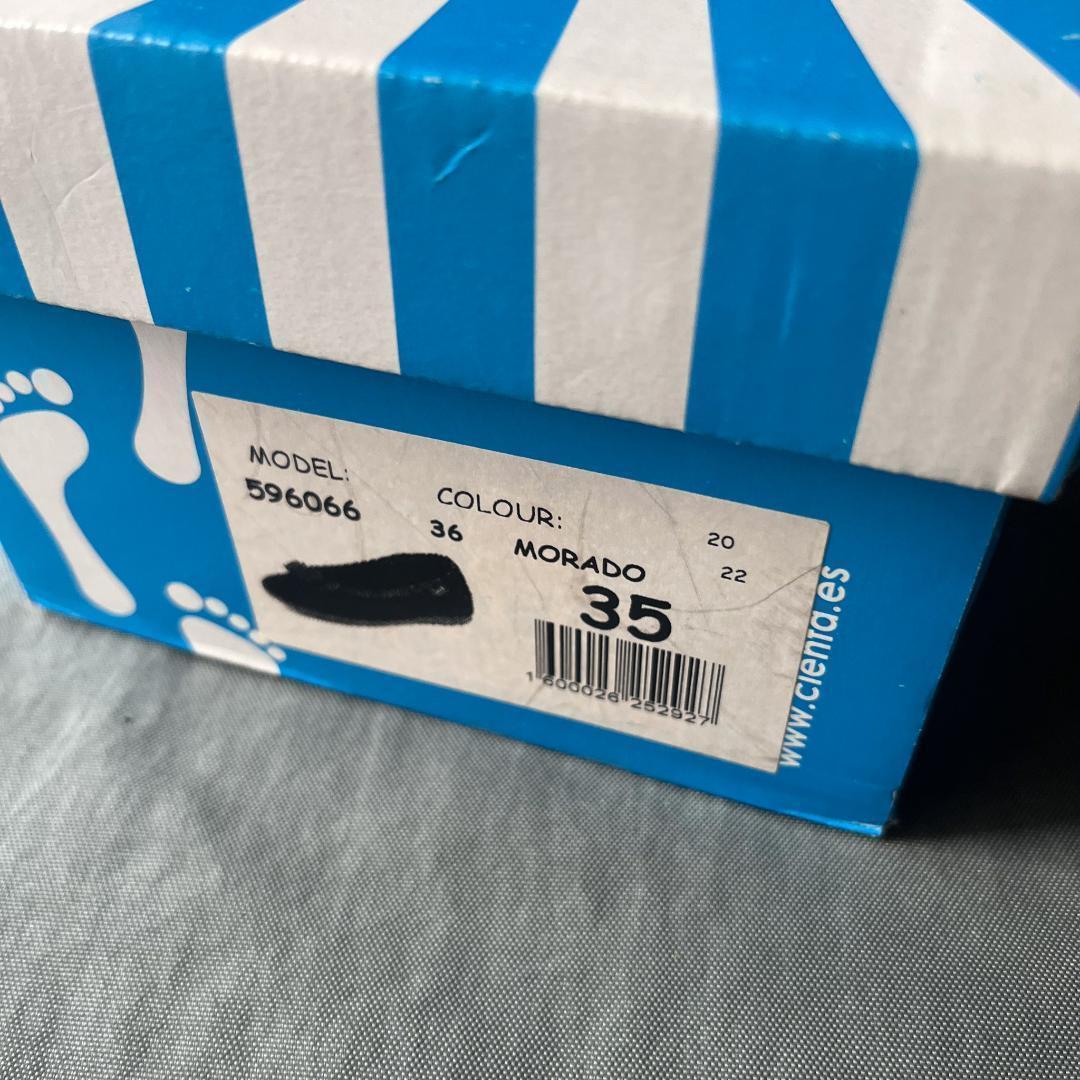 MODEL:
596066
COLOUR:
36 MORADO
20
22
35
1 600026 252927
www.cienta.es